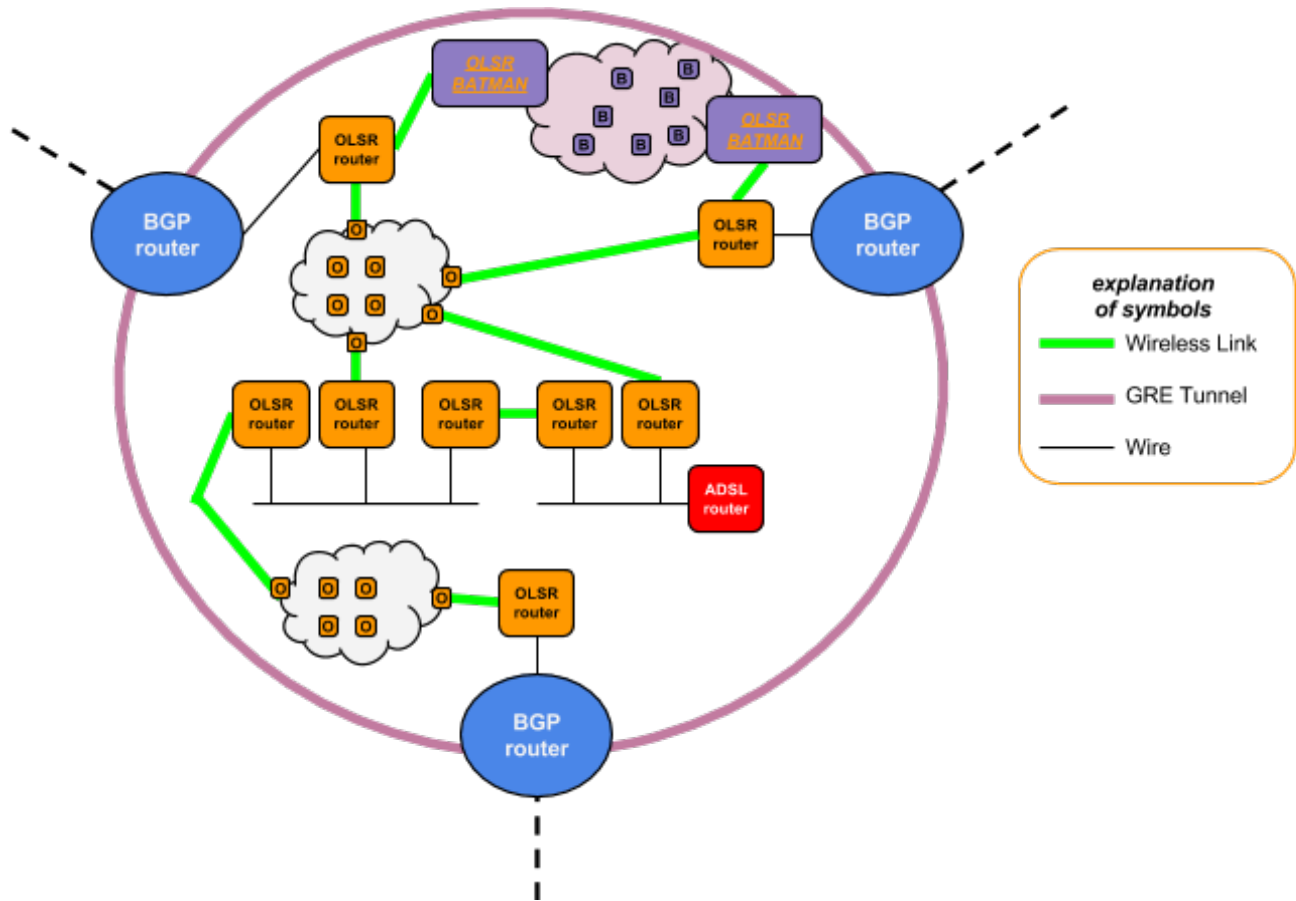 OLSR
BATMAN
B
B
B
B
B
B
B
OLSR
BATMAN
OLSR
router
BGP
router
OLSR
router
BGP
router
O
O
O
O
O
O
O
O
explanation
of symbols
Wireless Link
GRE Tunnel
Wire
OLSR
router
OLSR
router
OLSR
router
OLSR
router
OLSR
router
ADSL
router
O
O
O
O
O
O
OLSR
router
BGP
router